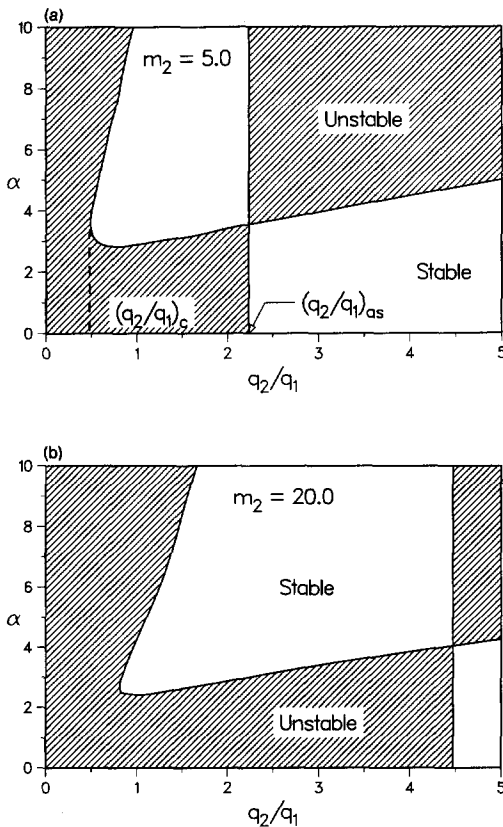 (a)
10
m₂ = 5.0
8
Unstable
6
α
4
2
Stable
(q₂/q₁)c
(q₂/q₁)as
0
0 1 2 3 4 5
q₂/q₁
(b)
10
m₂ = 20.0
8
Stable
6
α
4
2
Unstable
0
0 1 2 3 4 5
q₂/q₁